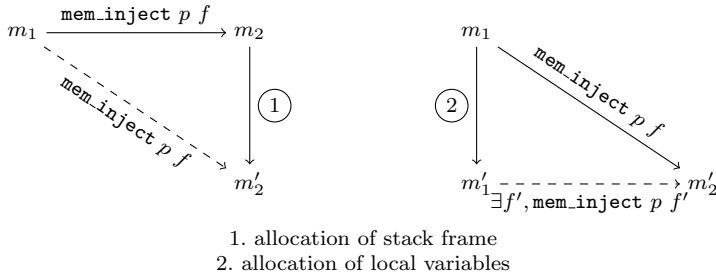 mem_inject p f
m₁ m₂ m₁
mem_inject p f
mem_inject p f
1 2
m′₂ m′₁ m′₂
∃f′, mem_inject p f′
1. allocation of stack frame
2. allocation of local variables